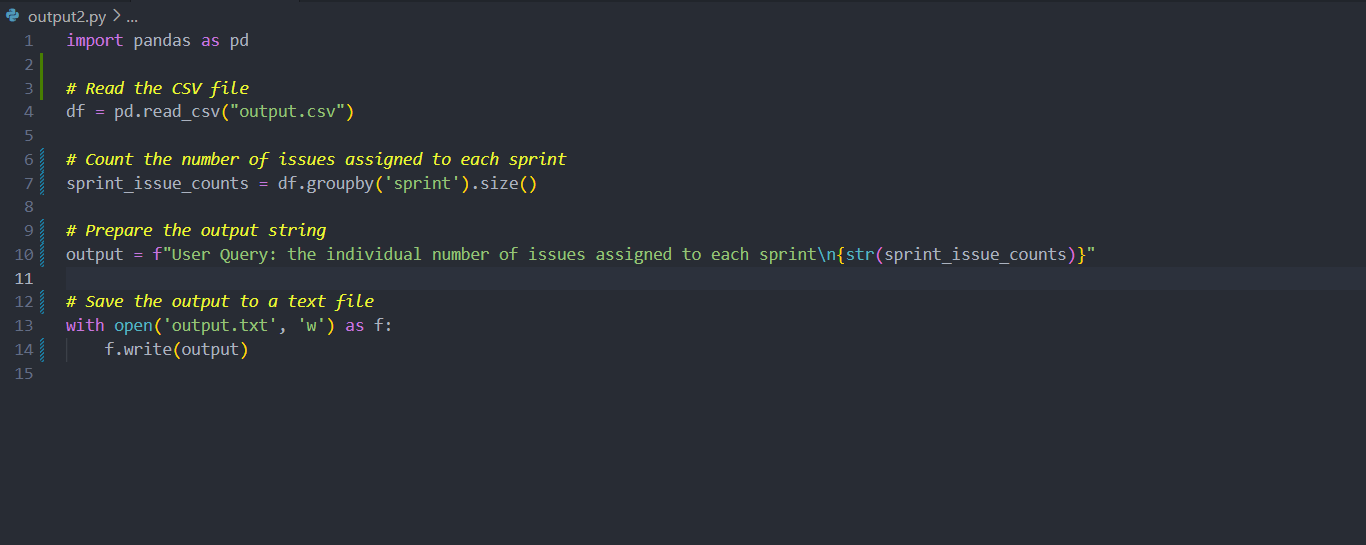 output2.py > ...
1 import pandas as pd
2
3 # Read the CSV file
4 df = pd.read_csv("output.csv")
5
6 # Count the number of issues assigned to each sprint
7 sprint_issue_counts = df.groupby('sprint').size()
8
9 # Prepare the output string
10 output = f"User Query: the individual number of issues assigned to each sprint\n{str(sprint_issue_counts)}"
11
12 # Save the output to a text file
13 with open('output.txt', 'w') as f:
14     f.write(output)
15